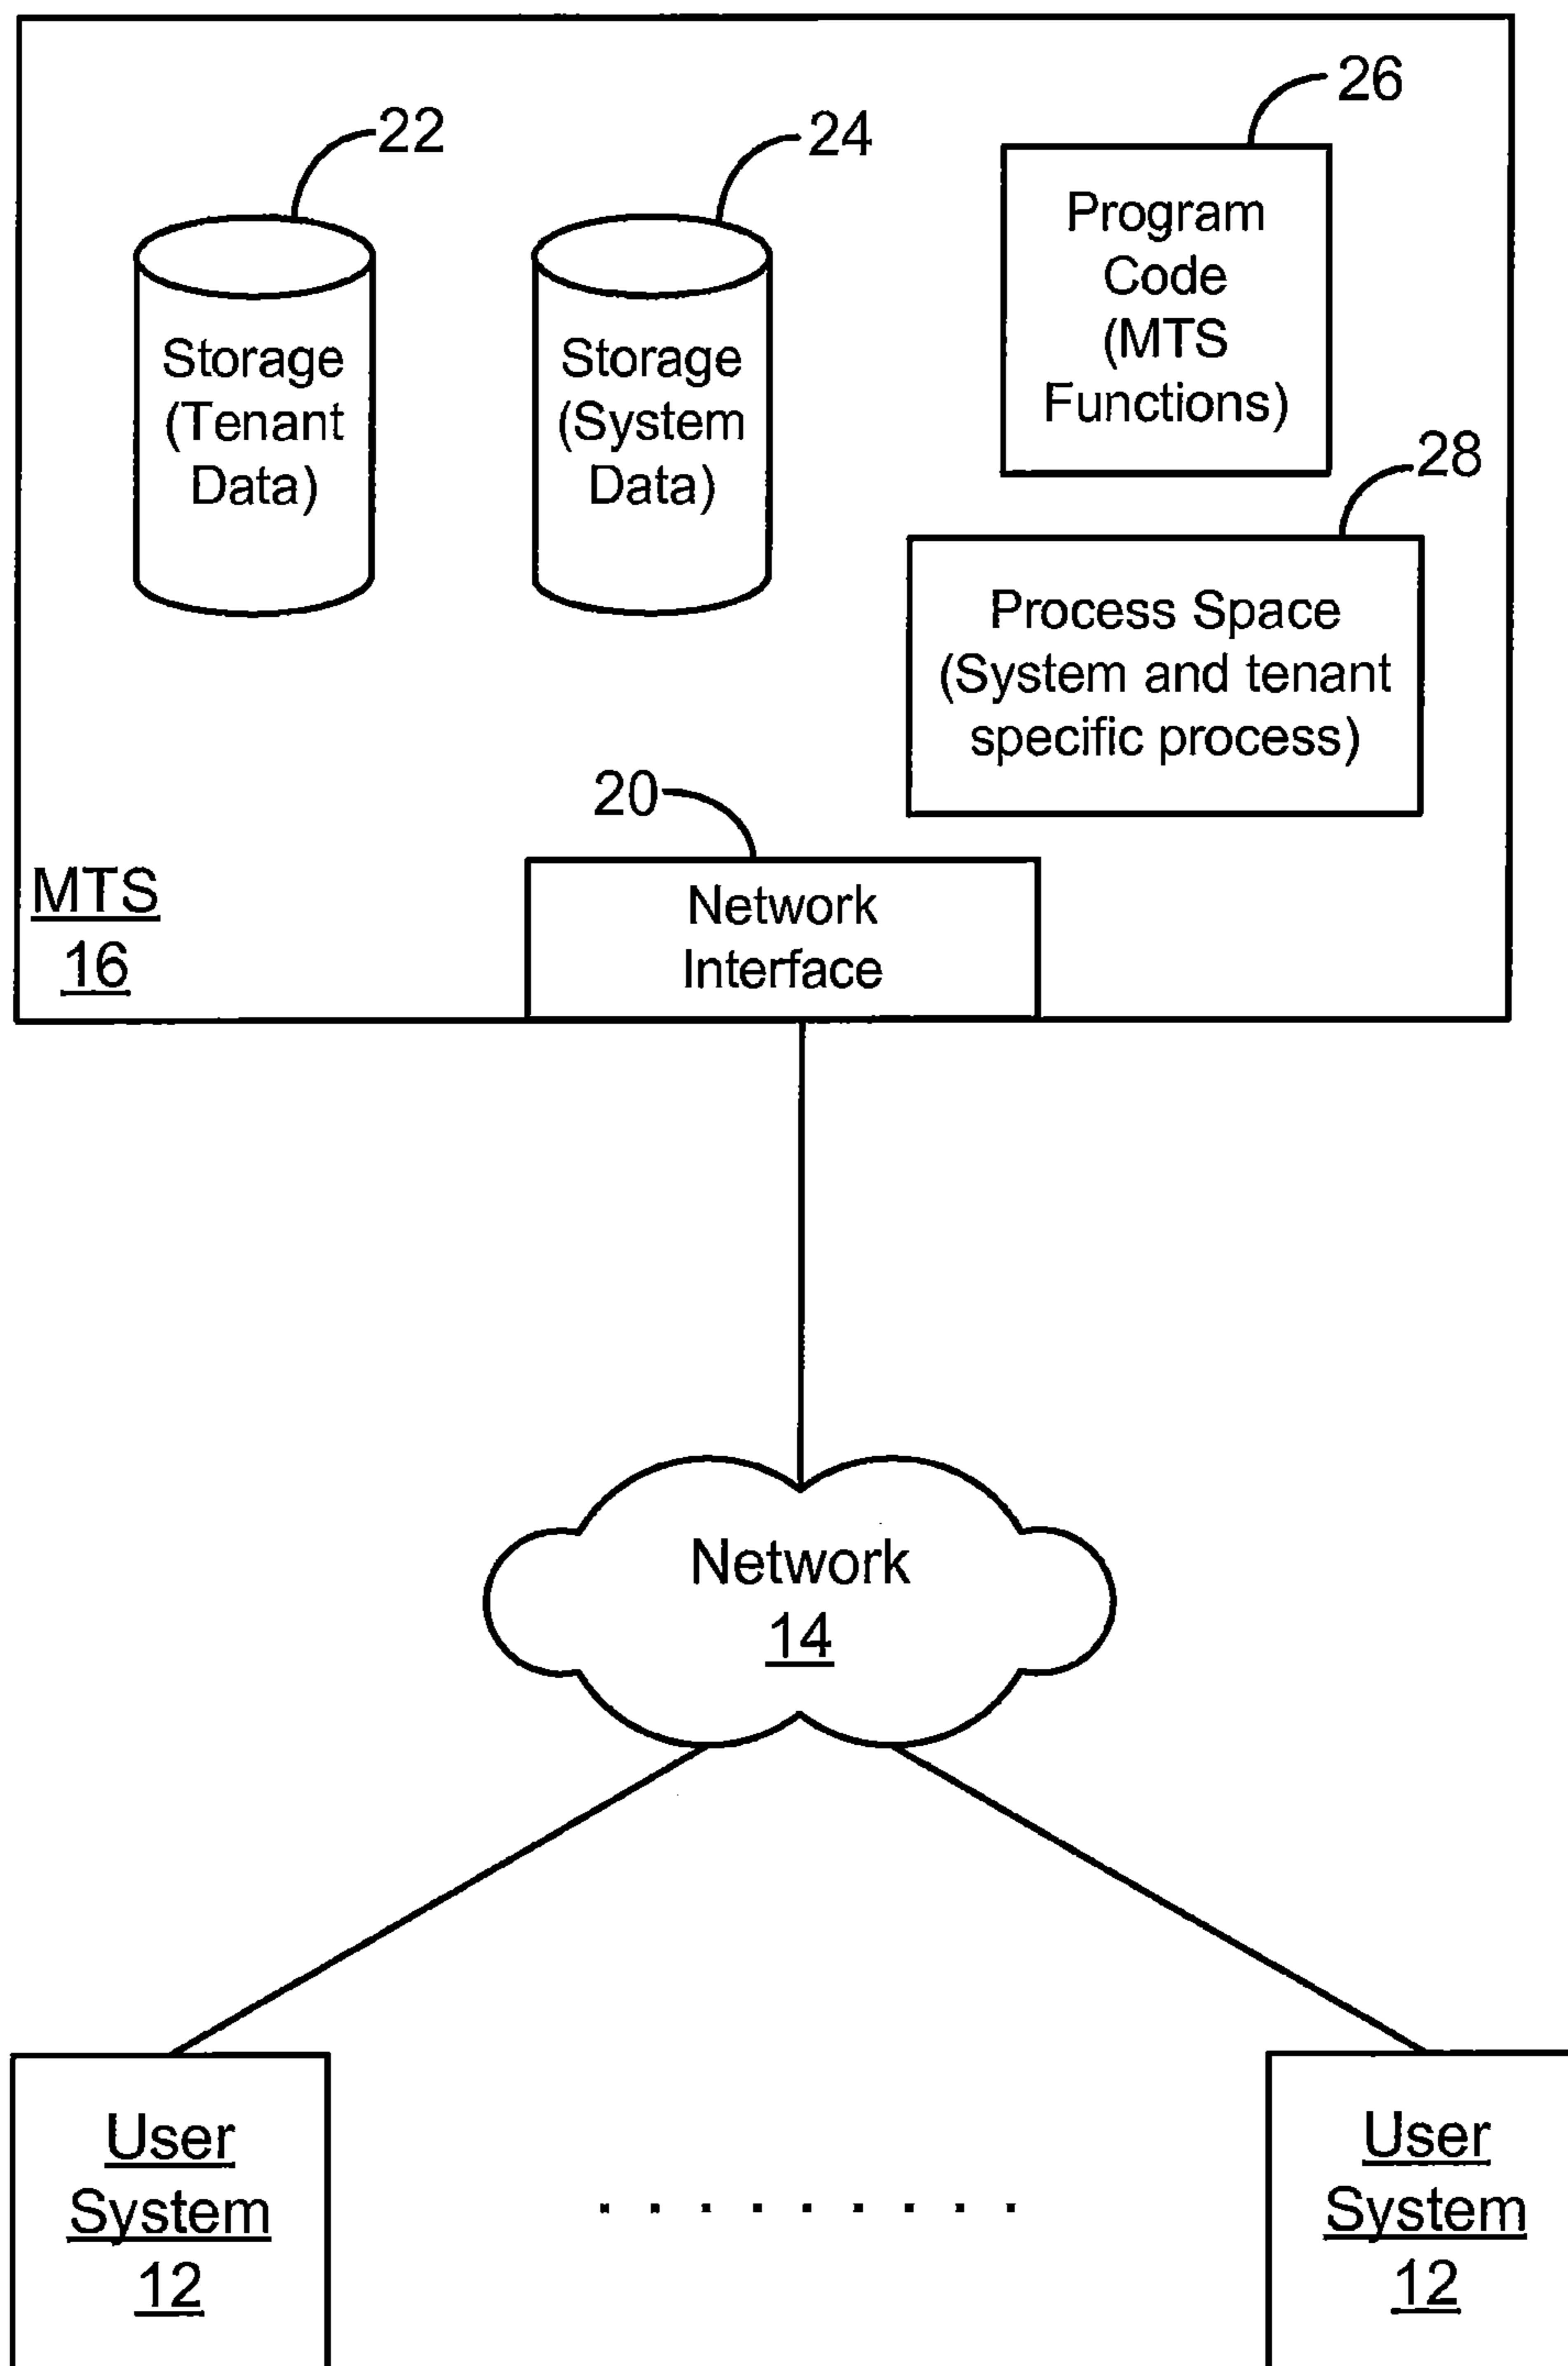 26
22
24
Program
Code
(MTS
Functions)
Storage
(Tenant
Data)
Storage
(System
Data)
28
Process Space
(System and tenant
specific process)
20
MTS
16
Network
Interface
Network
14
User
System
12
. . . . . . . . .
User
System
12